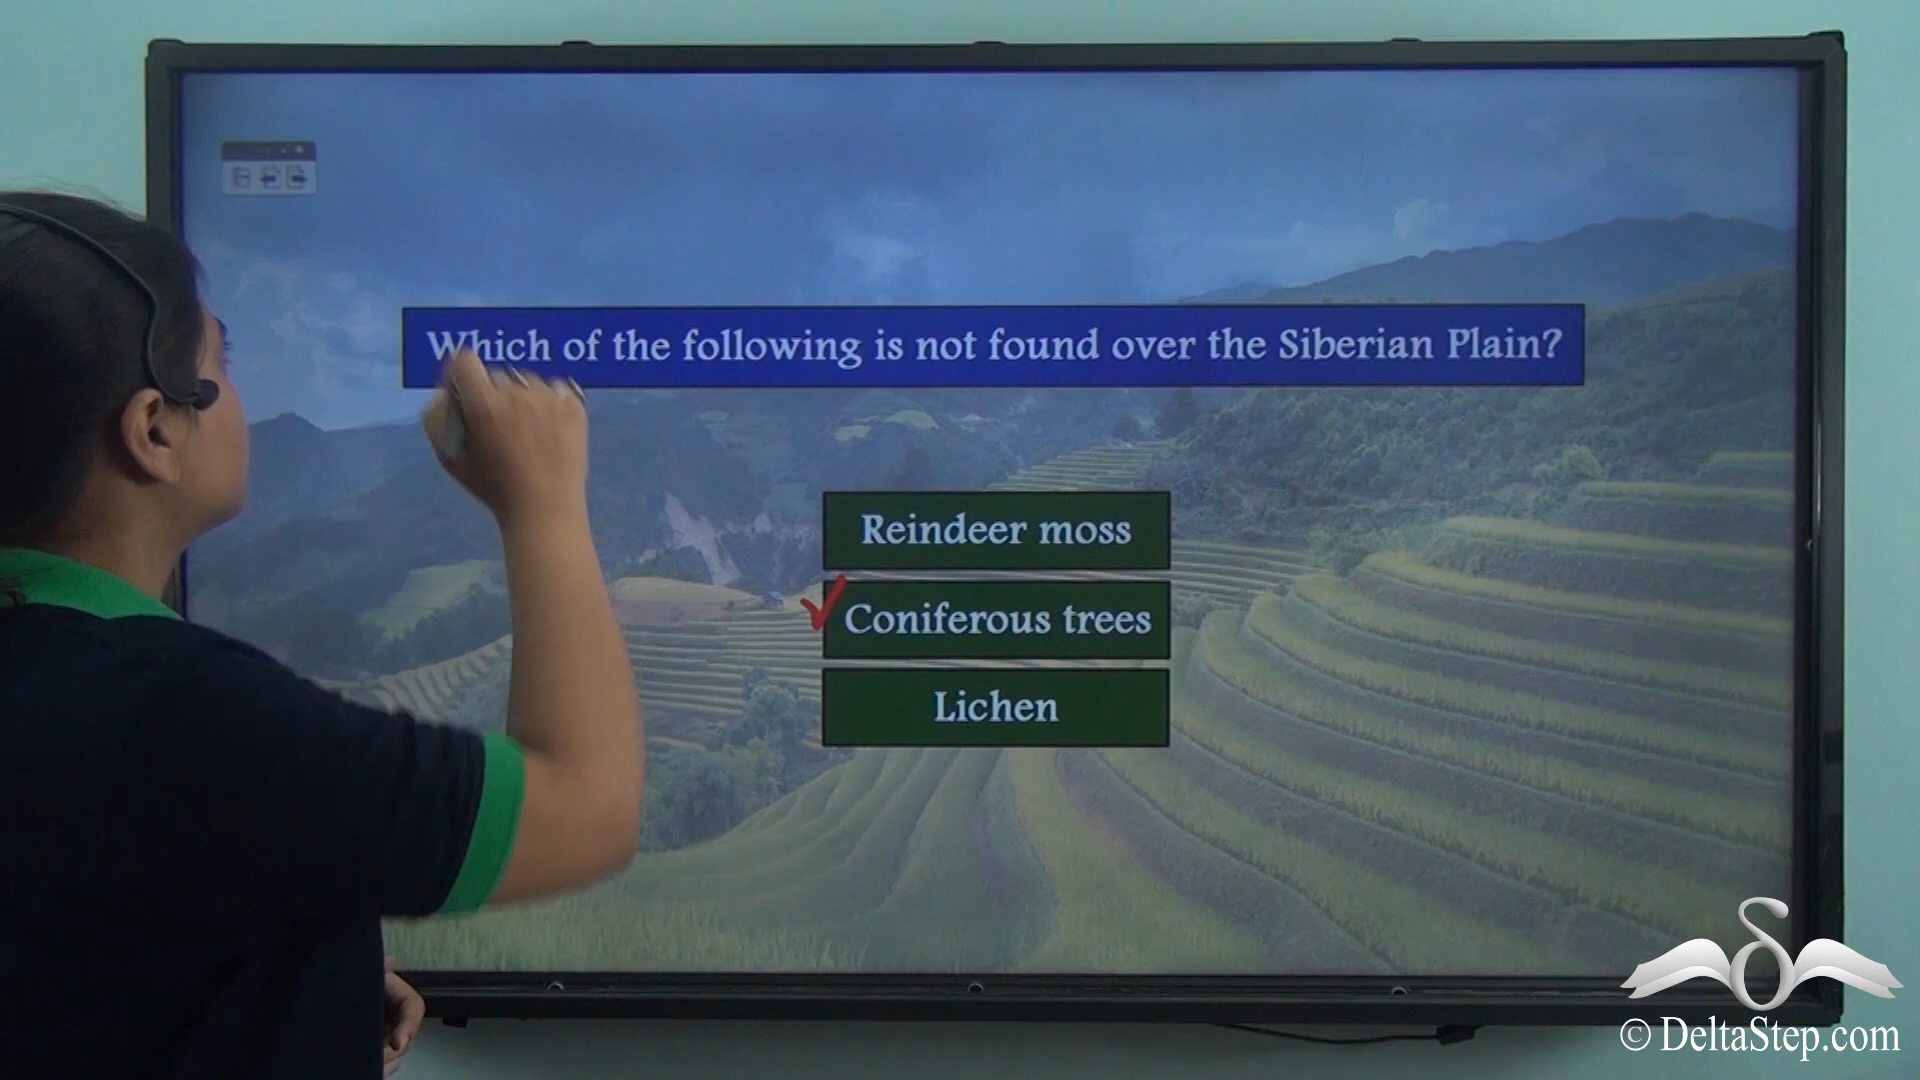 Which of the following is not found over the Siberian Plain?
Reindeer moss
Coniferous trees
Lichen
© DeltaStep.com